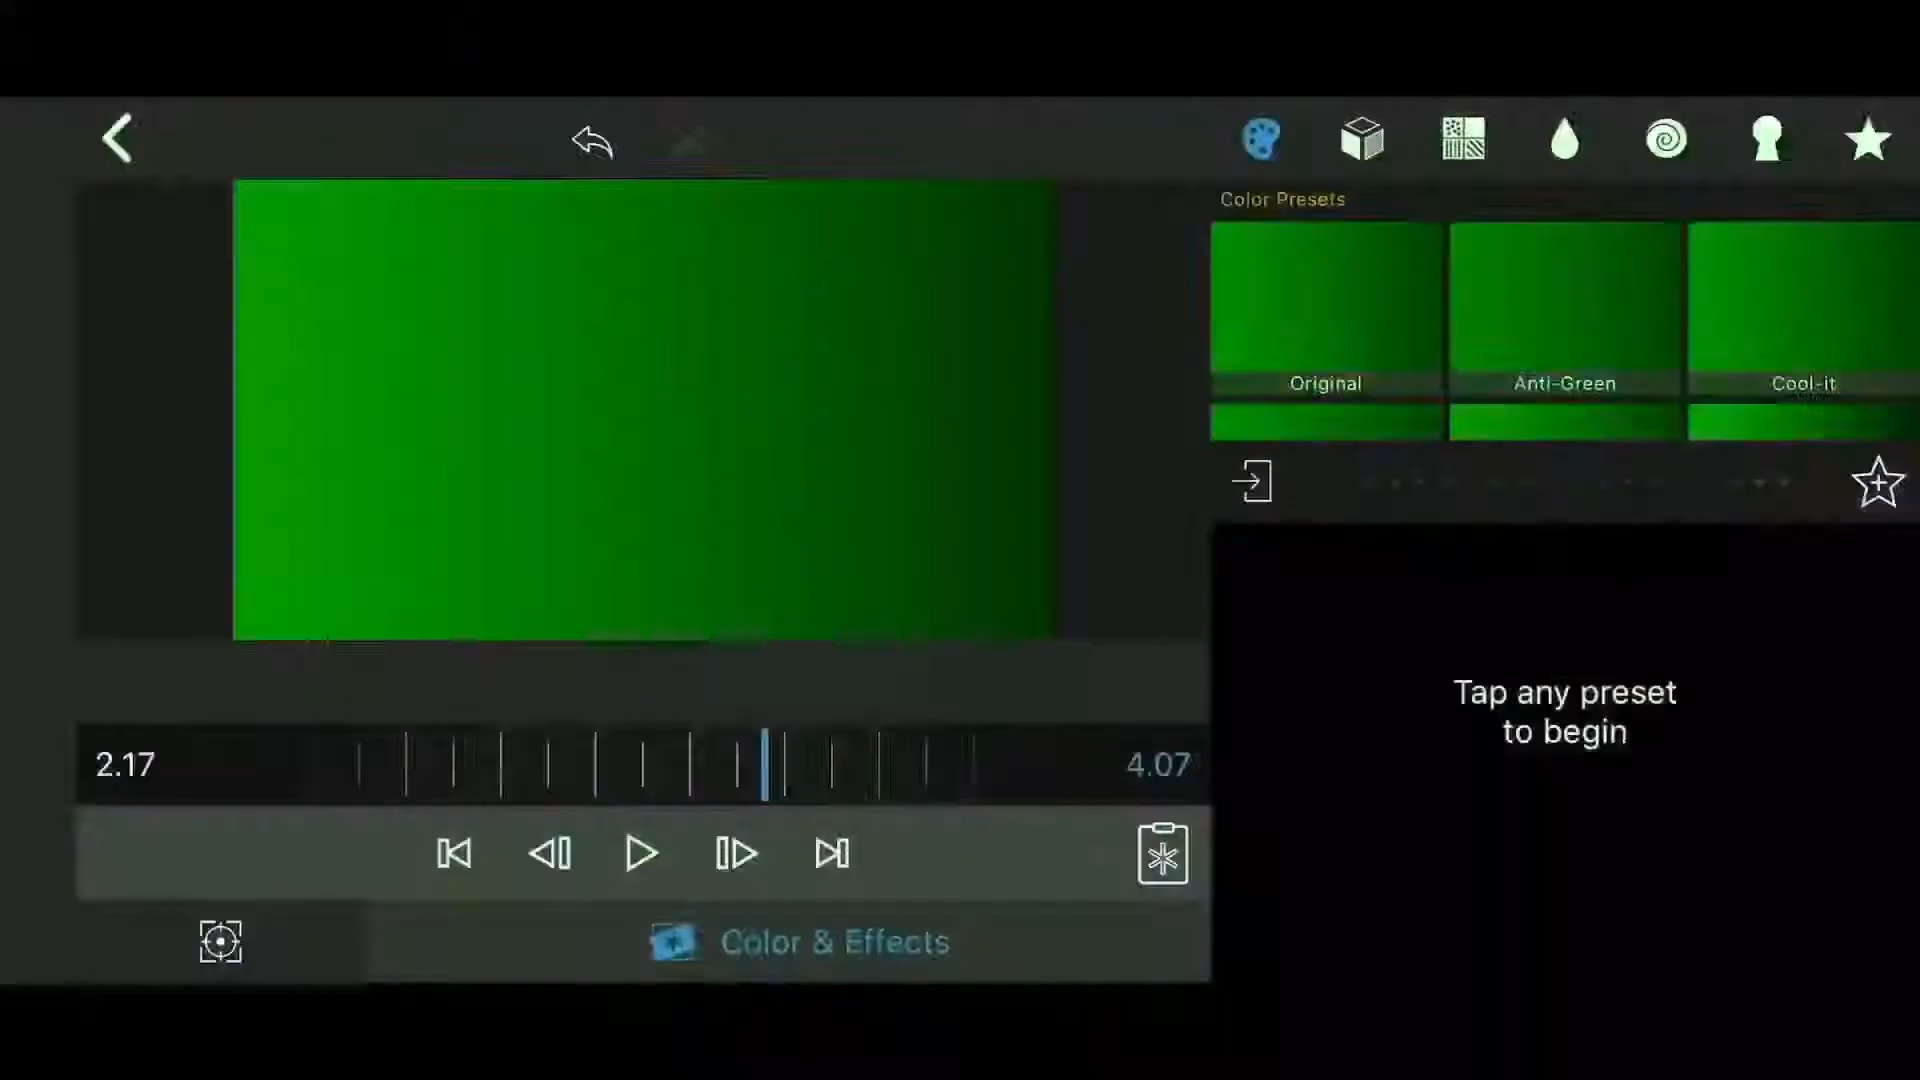 Color Presets
Original
Anti-Green
Cool-it
Tap any preset
to begin
2.17
4.07
Color & Effects